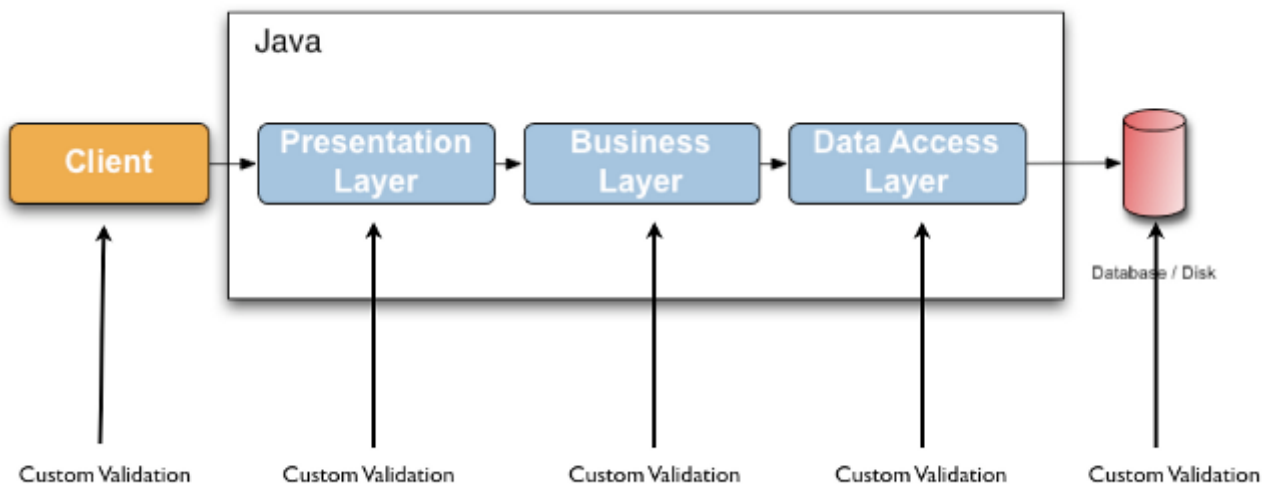 Java
Client
Presentation
Layer
Business
Layer
Data Access
Layer
Database / Disk
Custom Validation
Custom Validation
Custom Validation
Custom Validation
Custom Validation